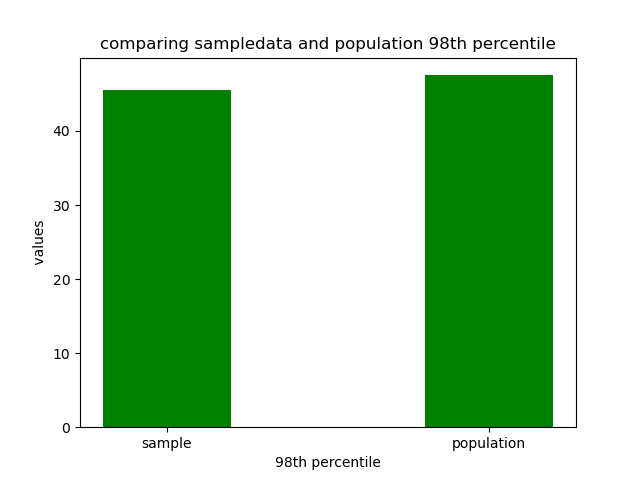 comparing sampledata and population 98th percentile
values
40
30
20
10
0
sample population
98th percentile